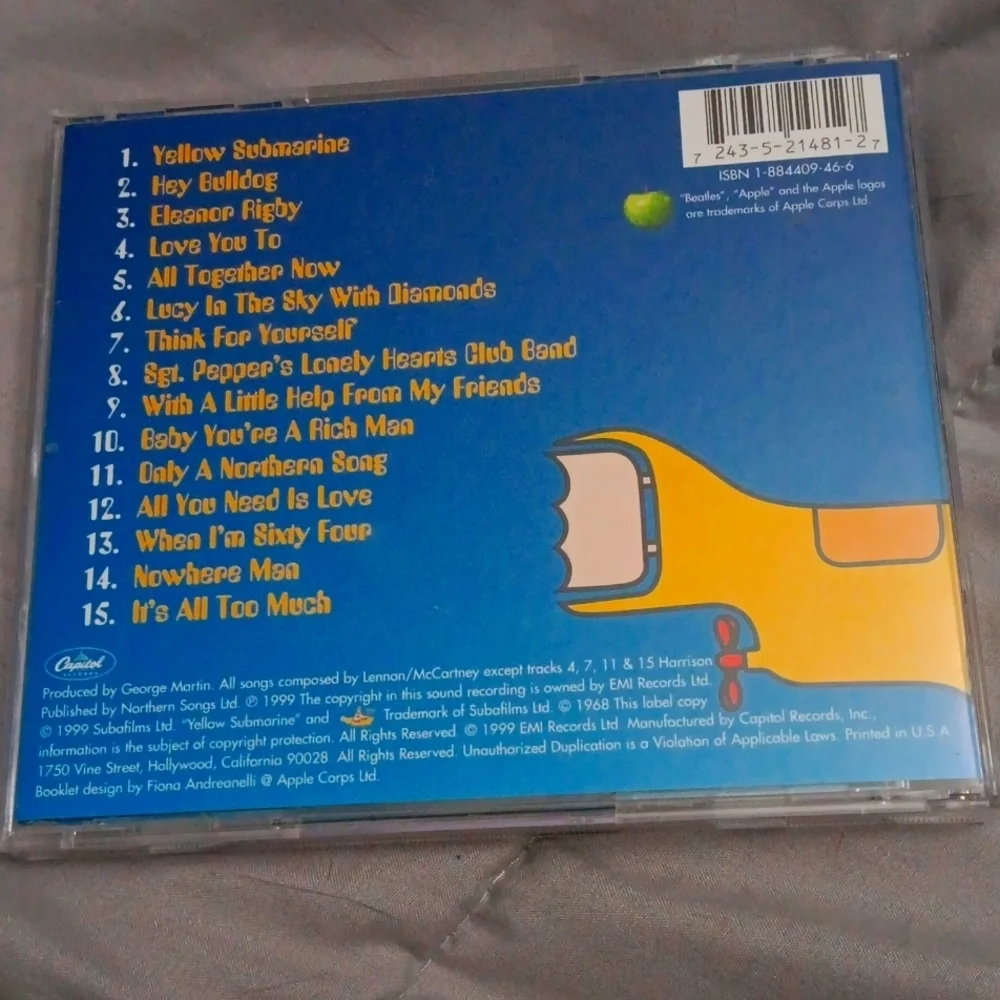 1. Yellow Submarine
2. Hey Bulldog
3. Eleanor Rigby
4. Love You To
5. All Together Now
6. Lucy In The Sky With Diamonds
7. Think For Yourself
8. Sgt. Pepper's Lonely Hearts Club Band
9. With A Little Help From My Friends
10. Baby You're A Rich Man
11. Only A Northern Song
12. All You Need Is Love
13. When I'm Sixty Four
14. Nowhere Man
15. It's All Too Much
7 243-5-21481-2 7
ISBN 1-884409-46-6
"Beatles", "Apple" and the Apple logos
are trademarks of Apple Corps Ltd.
Capitol
RECORDS
Produced by George Martin. All songs composed by Lennon/McCartney except tracks 4, 7, 11 & 15 Harrison
Published by Northern Songs Ltd. ℗ 1999 The copyright in this sound recording is owned by EMI Records Ltd.
© 1999 Subafilms Ltd. "Yellow Submarine" and Trademark of Subafilms Ltd. © 1968 This label copy
information is the subject of copyright protection. All Rights Reserved © 1999 EMI Records Ltd. Manufactured by Capitol Records, Inc.,
1750 Vine Street, Hollywood, California 90028. All Rights Reserved. Unauthorized Duplication is a Violation of Applicable Laws. Printed in U.S A
Booklet design by Fiona Andreanelli @ Apple Corps Ltd.